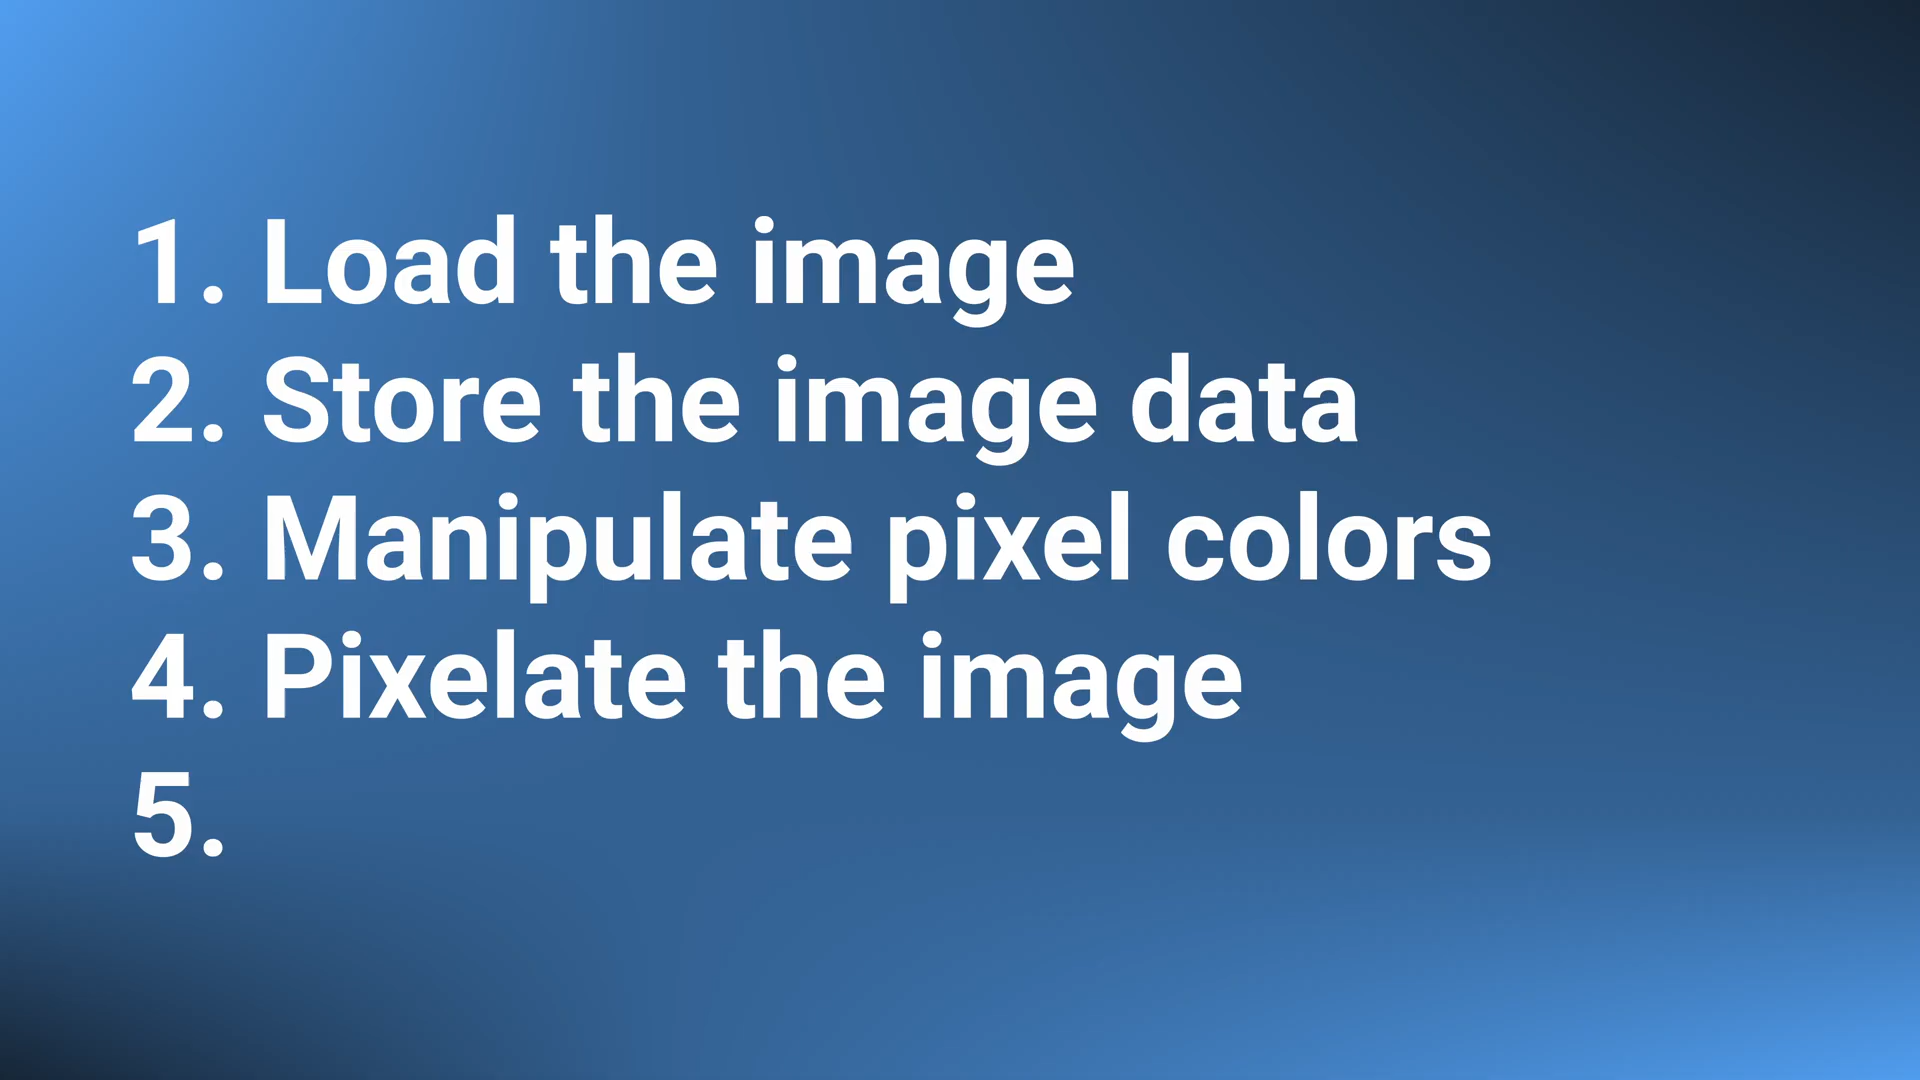 1. Load the image
2. Store the image data
3. Manipulate pixel colors
4. Pixelate the image
5.